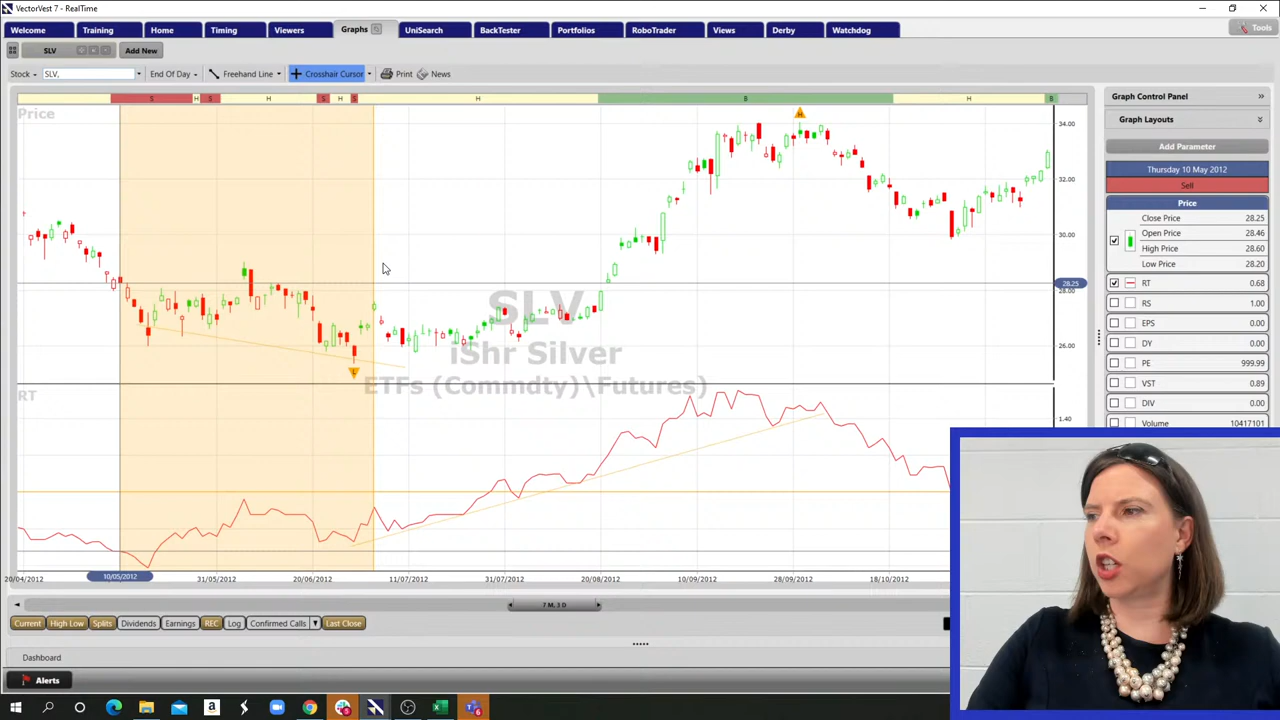 VectorVest 7 - RealTime
Welcome Training Home Timing Viewers Graphs UniSearch BackTester Portfolios RoboTrader Views Derby Watchdog Tools
SLV Add New
Stock SLV, End Of Day Freehand Line Crosshair Cursor Print News
S H S H S H S H B H B
Price
34.00
32.00
30.00
28.25
28.00
26.00
H
L
SLV
iShr Silver
ETFs (Commdty)\Futures)
RT
1.40
20/04/2012 10/05/2012 31/05/2012 20/06/2012 11/07/2012 31/07/2012 20/08/2012 10/09/2012 28/09/2012 18/10/2012
7 M, 3 D
Current High Low Splits Dividends Earnings REC Log Confirmed Calls Last Close
Dashboard
Alerts
Graph Control Panel
Graph Layouts
Add Parameter
Thursday 10 May 2012
Sell
Price
Close Price 28.25
Open Price 28.46
High Price 28.60
Low Price 28.20
RT 0.68
RS 1.00
EPS 0.00
DY 0.00
PE 999.99
VST 0.89
DIV 0.00
Volume 10417101